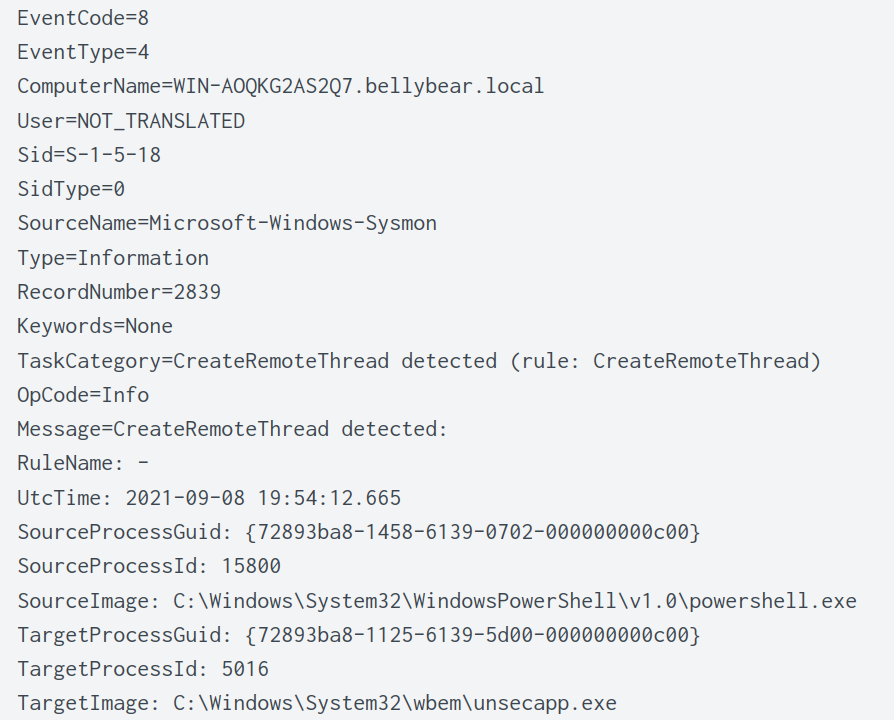 EventCode=8
EventType=4
ComputerName=WIN-AOQKG2AS2Q7.bellybear.local
User=NOT_TRANSLATED
Sid=S-1-5-18
SidType=0
SourceName=Microsoft-Windows-Sysmon
Type=Information
RecordNumber=2839
Keywords=None
TaskCategory=CreateRemoteThread detected (rule: CreateRemoteThread)
OpCode=Info
Message=CreateRemoteThread detected:
RuleName: -
UtcTime: 2021-09-08 19:54:12.665
SourceProcessGuid: {72893ba8-1458-6139-0702-000000000c00}
SourceProcessId: 15800
SourceImage: C:\Windows\System32\WindowsPowerShell\v1.0\powershell.exe
TargetProcessGuid: {72893ba8-1125-6139-5d00-000000000c00}
TargetProcessId: 5016
TargetImage: C:\Windows\System32\wbem\unsecapp.exe